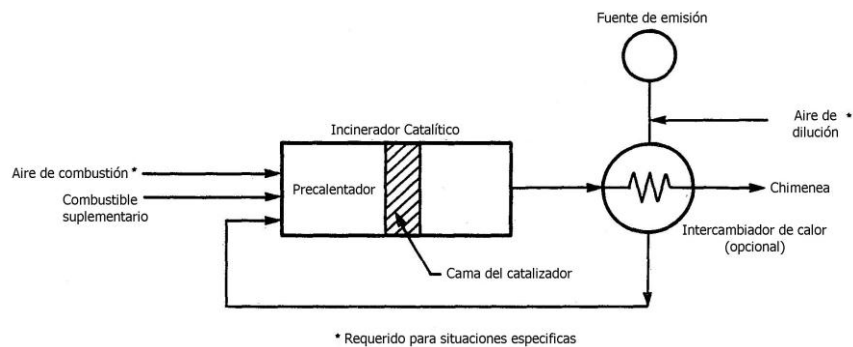 Fuente de emisión
Aire de *
dilución
Incinerador Catalítico
Aire de combustión *
Precalentador
Combustible
suplementario
Chimenea
Intercambiador de calor
(opcional)
Cama del catalizador
* Requerido para situaciones especificas